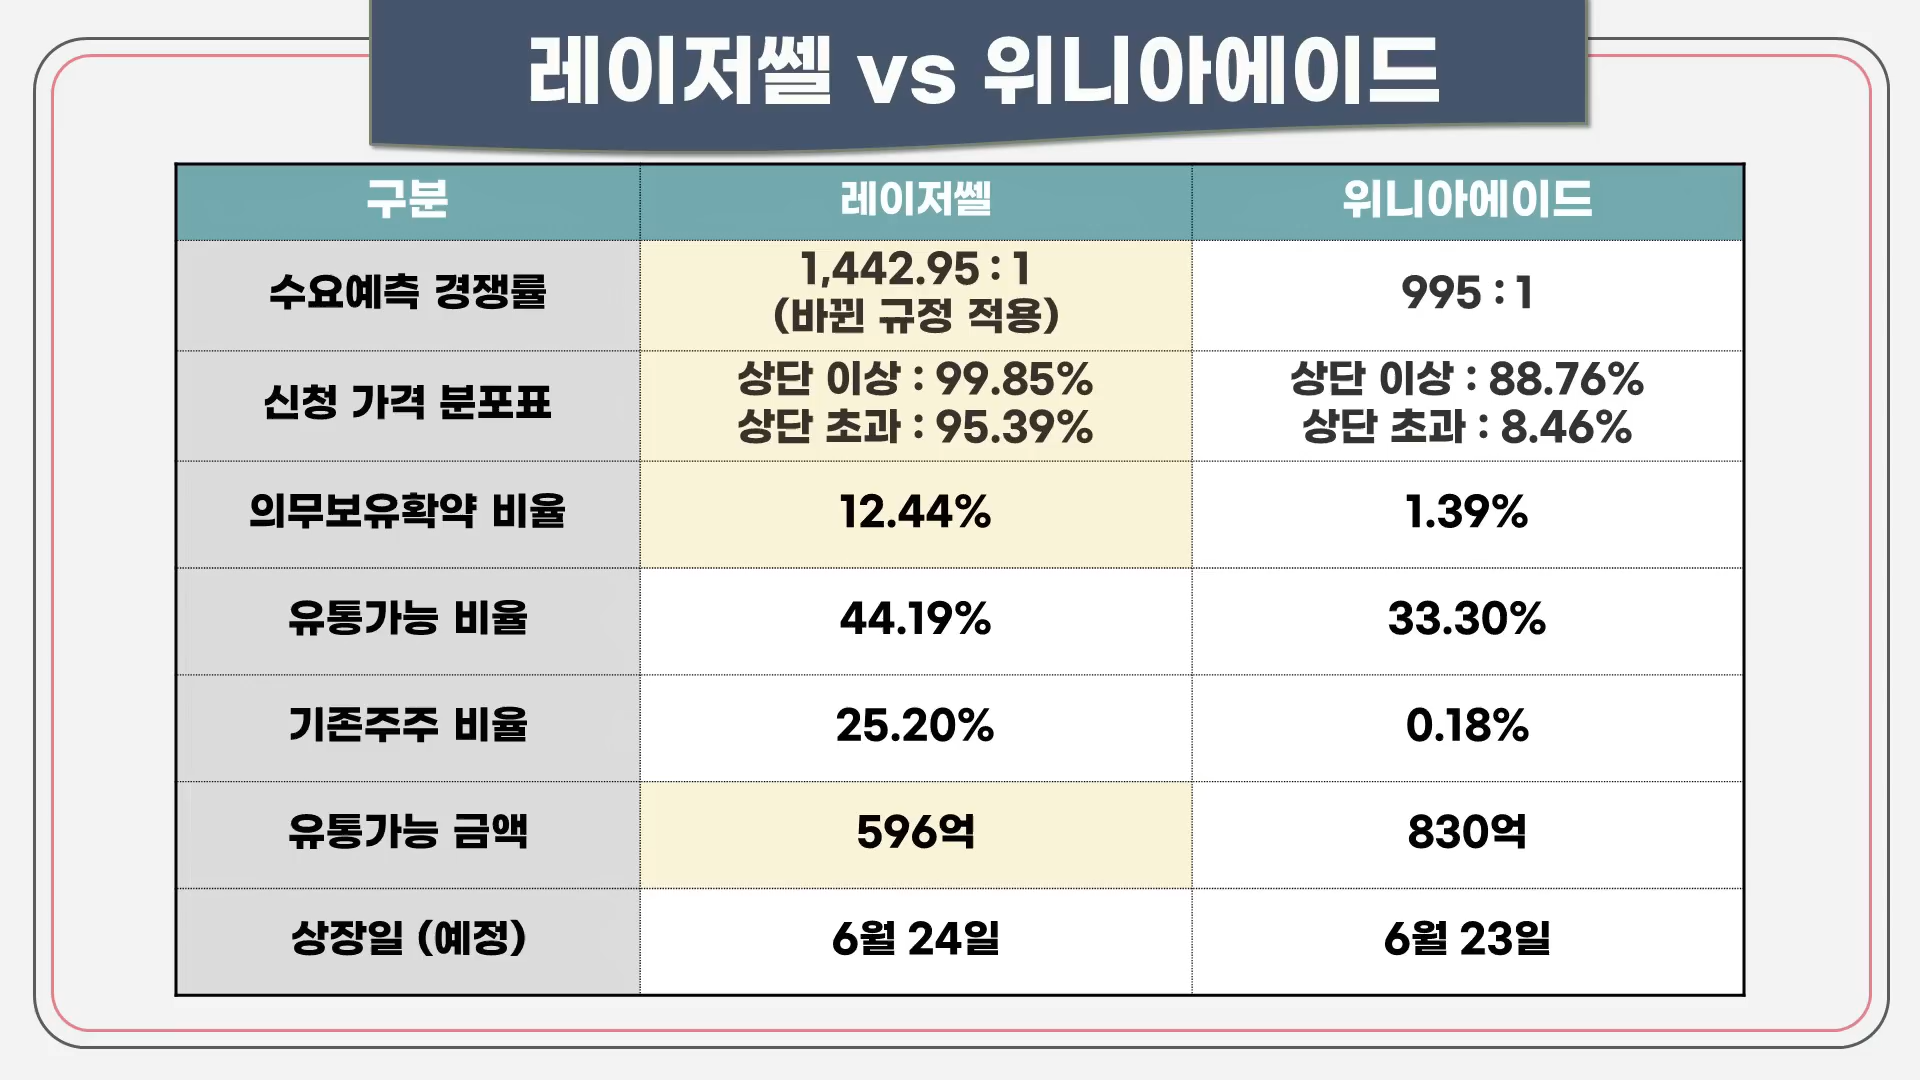 레이저쎌 vs 위니아에이드
구분 레이저쎌 위니아에이드
수요예측 경쟁률 1,442.95 : 1 995 : 1
(바뀐 규정 적용)
신청 가격 분포표 상단 이상 : 99.85% 상단 이상 : 88.76%
상단 초과 : 95.39% 상단 초과 : 8.46%
의무보유확약 비율 12.44% 1.39%
유통가능 비율 44.19% 33.30%
기존주주 비율 25.20% 0.18%
유통가능 금액 596억 830억
상장일 (예정) 6월 24일 6월 23일